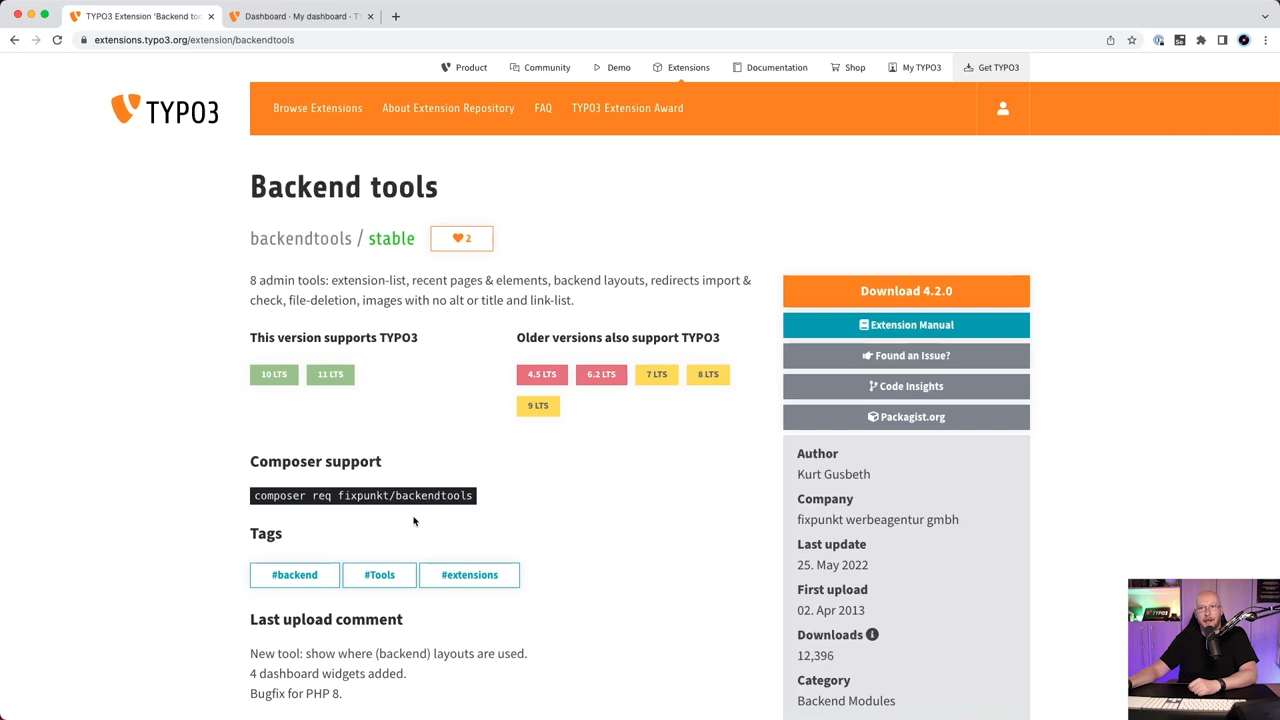 TYPO3 Extension 'Backend too
Dashboard · My dashboard · T
extensions.typo3.org/extension/backendtools
Product
Community
Demo
Extensions
Documentation
Shop
My TYPO3
Get TYPO3
TYPO3
Browse Extensions
About Extension Repository
FAQ
TYPO3 Extension Award
Backend tools
backendtools / stable
2
8 admin tools: extension-list, recent pages & elements, backend layouts, redirects import &
check, file-deletion, images with no alt or title and link-list.
This version supports TYPO3
10 LTS
11 LTS
Older versions also support TYPO3
4.5 LTS
6.2 LTS
7 LTS
8 LTS
9 LTS
Composer support
composer req fixpunkt/backendtools
Tags
#backend
#Tools
#extensions
Last upload comment
New tool: show where (backend) layouts are used.
4 dashboard widgets added.
Bugfix for PHP 8.
Download 4.2.0
Extension Manual
Found an Issue?
Code Insights
Packagist.org
Author
Kurt Gusbeth
Company
fixpunkt werbeagentur gmbh
Last update
25. May 2022
First upload
02. Apr 2013
Downloads
12,396
Category
Backend Modules